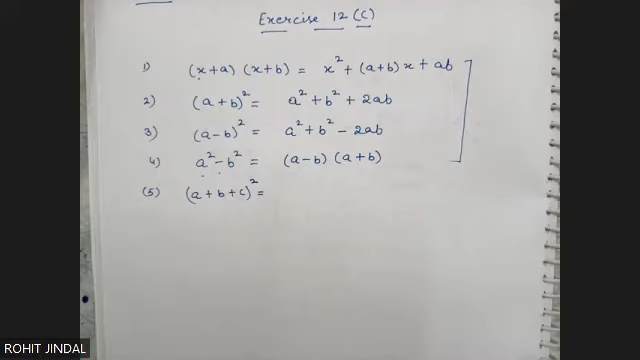 Exercise 12 (C)
1) (x+a) (x+b) = x² + (a+b) x + ab
2) (a+b)² = a² + b² + 2ab
3) (a-b)² = a² + b² - 2ab
4) a² - b² = (a-b) (a+b)
(5) (a+b+c)² =
ROHIT JINDAL